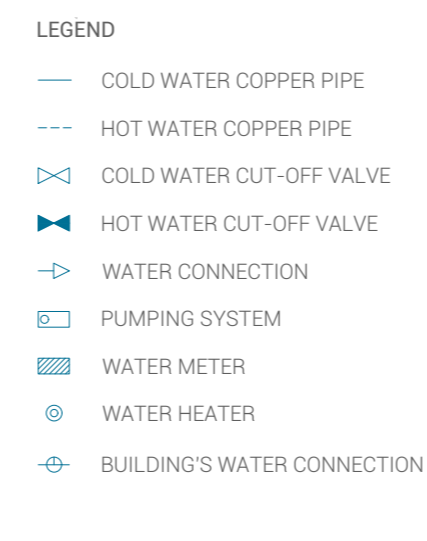 LEGEND
COLD WATER COPPER PIPE
HOT WATER COPPER PIPE
COLD WATER CUT-OFF VALVE
HOT WATER CUT-OFF VALVE
WATER CONNECTION
PUMPING SYSTEM
WATER METER
WATER HEATER
BUILDING'S WATER CONNECTION